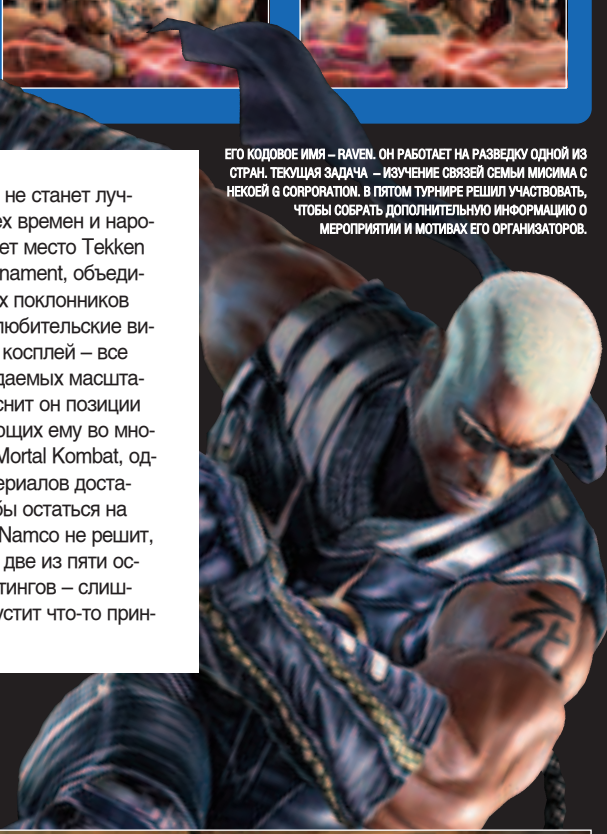 ЕГО КОДОВОЕ ИМЯ – RAVEN. ОН РАБОТАЕТ НА РАЗВЕДКУ ОДНОЙ ИЗ
СТРАН. ТЕКУЩАЯ ЗАДАЧА – ИЗУЧЕНИЕ СВЯЗЕЙ СЕМЬИ МИСИМА С
НЕКОЕЙ G CORPORATION. В ПЯТОМ ТУРНИРЕ РЕШИЛ УЧАСТВОВАТЬ,
ЧТОБЫ СОБРАТЬ ДОПОЛНИТЕЛЬНУЮ ИНФОРМАЦИЮ О
МЕРОПРИЯТИИ И МОТИВАХ ЕГО ОРГАНИЗАТОРОВ.
не станет луч-
ех времен и наро-
ет место Tekken
nament, объеди-
х поклонников
любительские ви-
косплей – все
даемых масшта-
снит он позиции
ющих ему во мно-
Mortal Kombat, од-
ериалов доста-
бы остаться на
Namco не решит,
две из пяти ос-
тингов – слиш-
устит что-то прин-
死